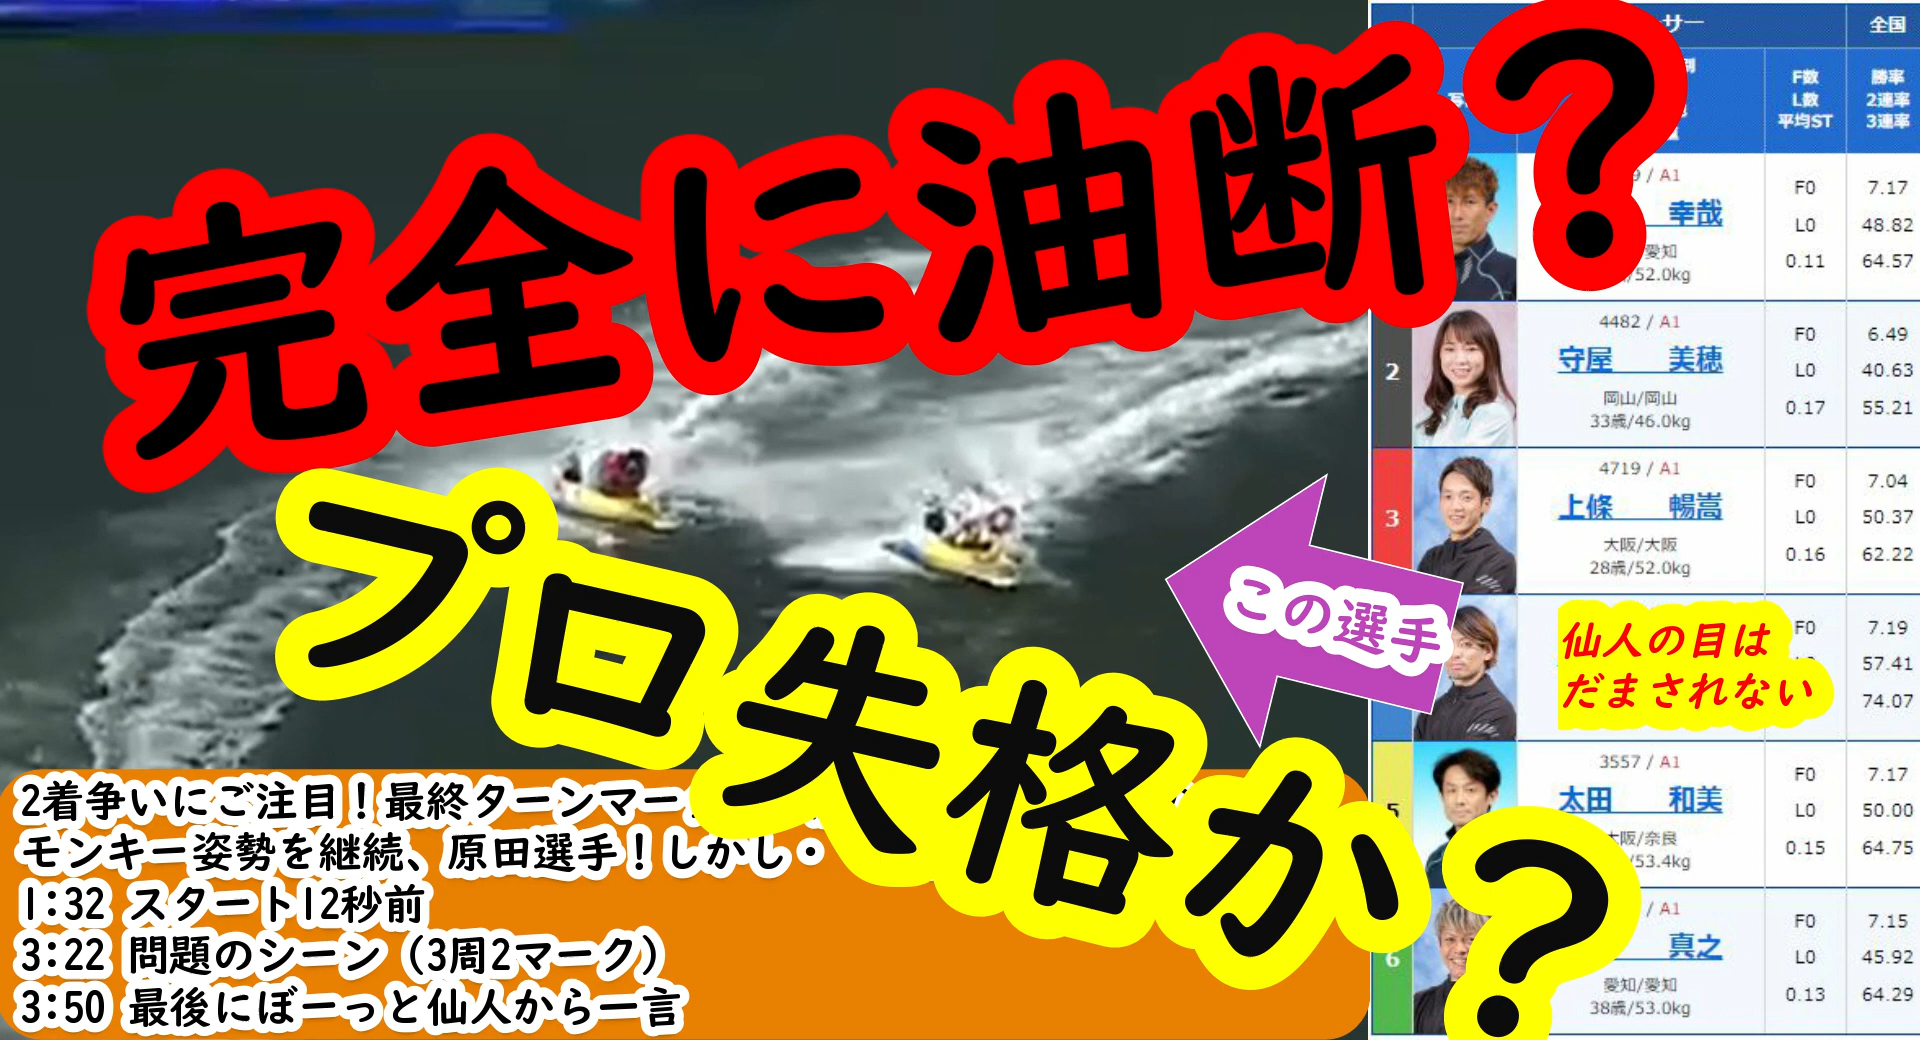 完全に油断？
プロ失格か？
この選手
仙人の目は
だまされない
2着争いにご注目！最終ターンマー
モンキー姿勢を継続、原田選手！しかし・
1:32 スタート12秒前
3:22 問題のシーン（3周2マーク）
3:50 最後にぼーっと仙人から一言
サー
全国
F数
L数
平均ST
勝率
2連率
3連率
/ A1
幸哉
愛知
/52.0kg
F0
L0
0.11
7.17
48.82
64.57
2
4482 / A1
守屋 美穂
岡山/岡山
33歳/46.0kg
F0
L0
0.17
6.49
40.63
55.21
3
4719 / A1
上條 暢嵩
大阪/大阪
28歳/52.0kg
F0
L0
0.16
7.04
50.37
62.22
F0
7.19
57.41
74.07
5
3557 / A1
太田 和美
大阪/奈良
/53.4kg
F0
L0
0.15
7.17
50.00
64.75
6
/ A1
真之
愛知/愛知
38歳/53.0kg
F0
L0
0.13
7.15
45.92
64.29